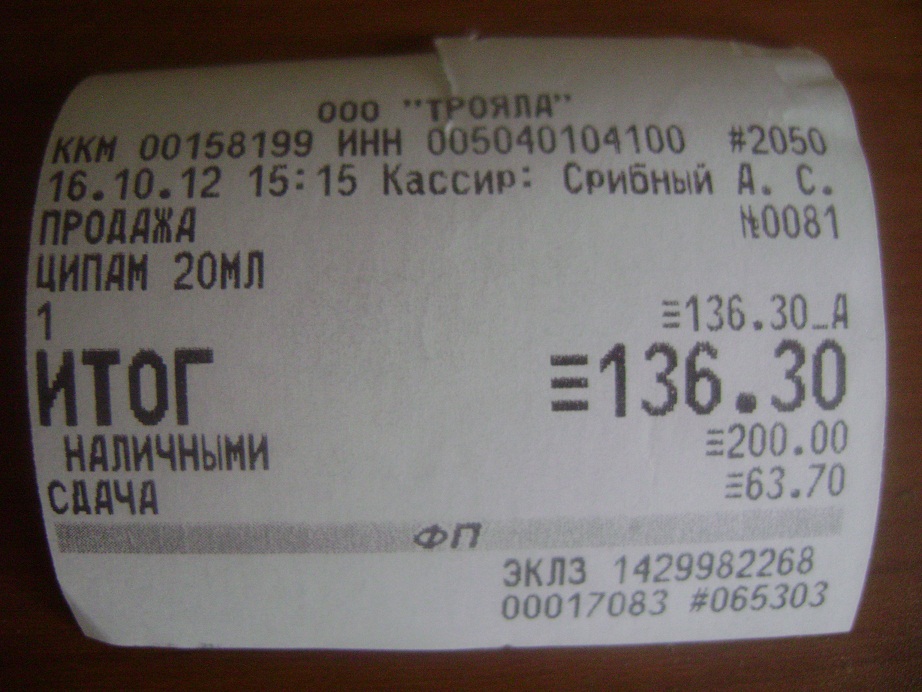 ООО "ТРОЯЛА"
ККМ 00158199 ИНН 005040104100 #2050
16.10.12 15:15 Кассир: Срибный А. С.
ПРОДАЖА №0081
ЦИПАМ 20МЛ
1 ≡136.30_А
ИТОГ ≡136.30
НАЛИЧНЫМИ ≡200.00
СДАЧА ≡63.70
ФП
ЭКЛЗ 1429982268
00017083 #065303